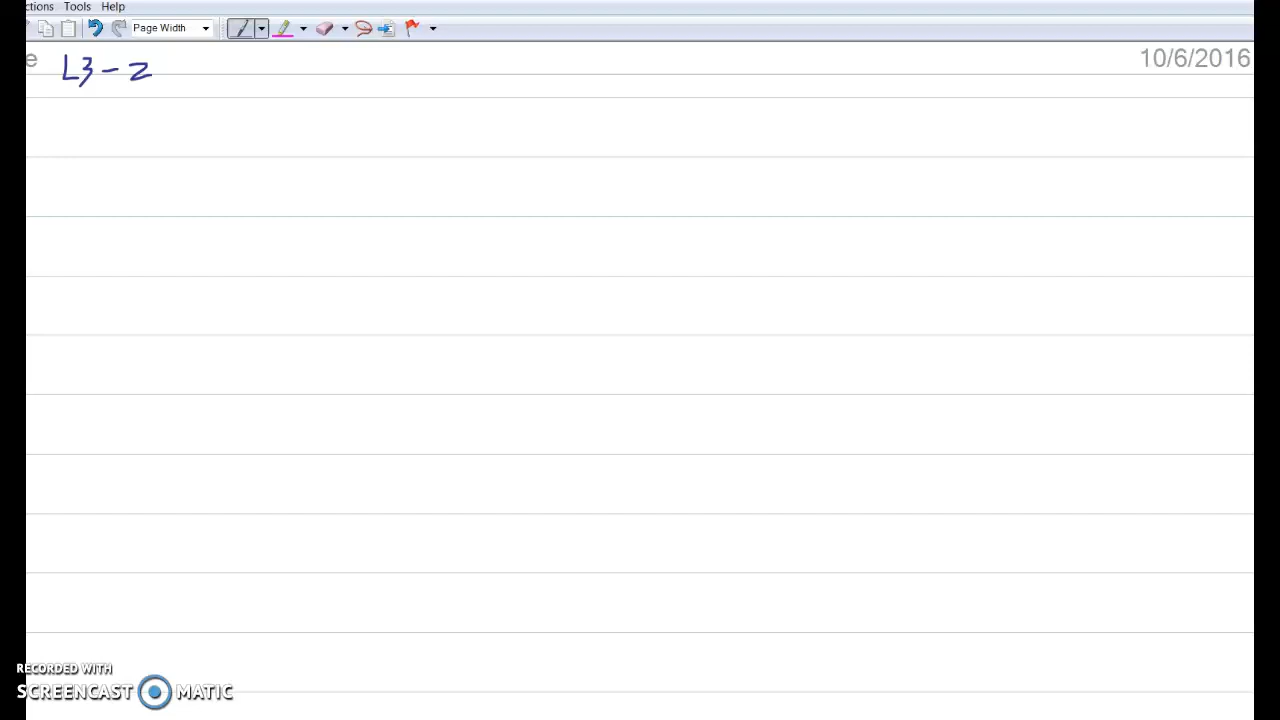 ctions Tools Help
Page Width
e L3-2 10/6/2016
RECORDED WITH
SCREENCAST MATIC